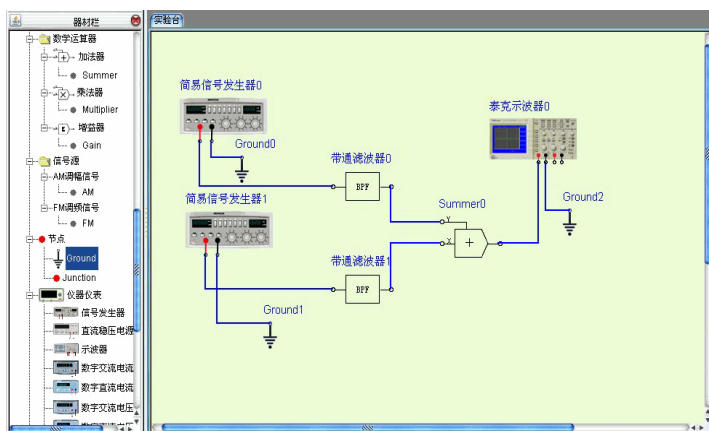 器材栏
数学运算器
加法器
Summer
乘法器
Multiplier
增益器
Gain
信号源
AM调幅信号
AM
FM调频信号
FM
节点
Ground
Junction
仪器仪表
信号发生器
直流稳压电源
示波器
数字交流电流
数字直流电流
数字交流电压
实验台
简易信号发生器0
Ground0
带通滤波器0
BPF
简易信号发生器1
Ground1
带通滤波器1
BPF
Summer0
Y
X
+
泰克示波器0
Ground2